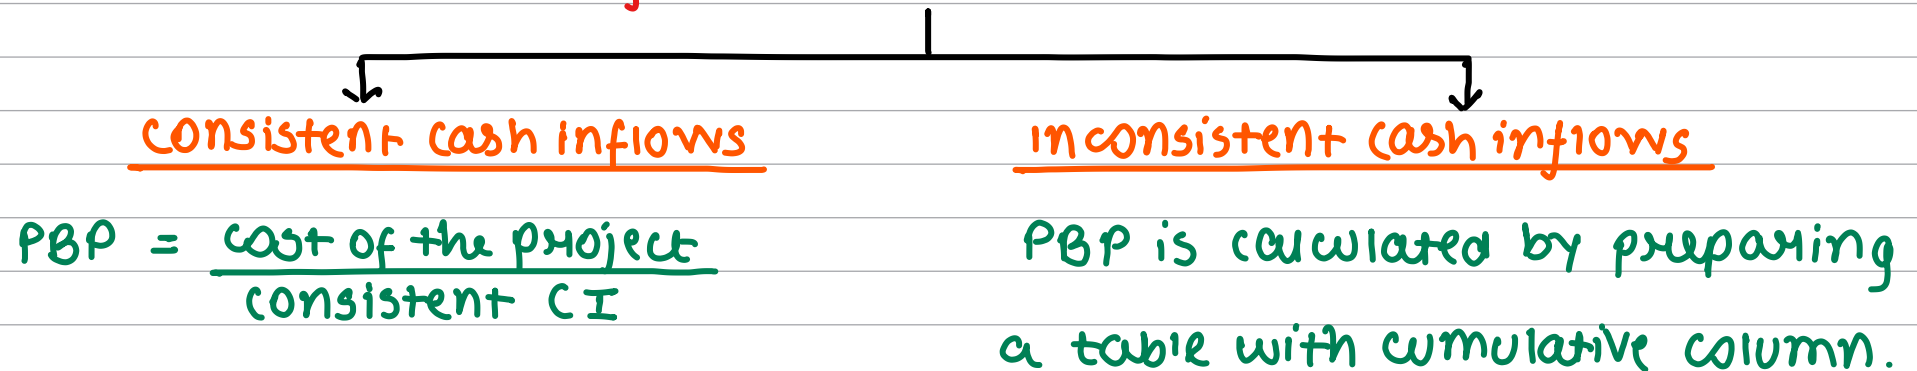 consistent cash inflows
inconsistent cash inflows
PBP = cost of the project
consistent CI
PBP is calculated by preparing
a table with cumulative column.